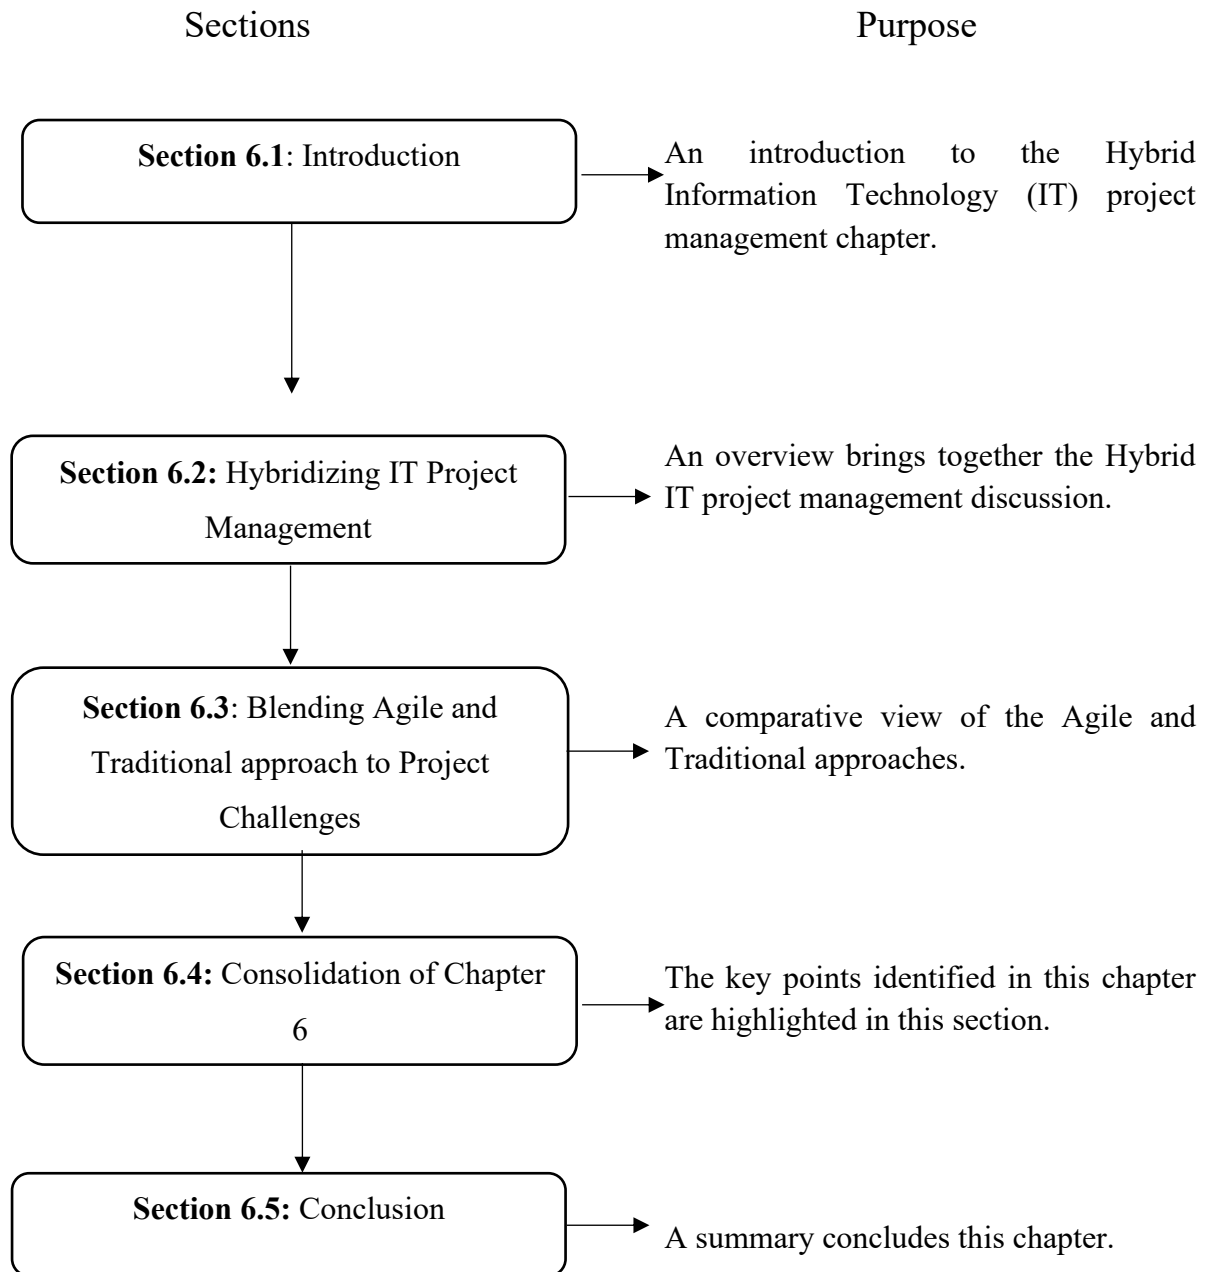 Sections
Purpose
Section 6.1: Introduction
An introduction to the Hybrid
Information Technology (IT) project
management chapter.
Section 6.2: Hybridizing IT Project
Management
An overview brings together the Hybrid
IT project management discussion.
Section 6.3: Blending Agile and
Traditional approach to Project
Challenges
A comparative view of the Agile and
Traditional approaches.
Section 6.4: Consolidation of Chapter
6
The key points identified in this chapter
are highlighted in this section.
Section 6.5: Conclusion
A summary concludes this chapter.